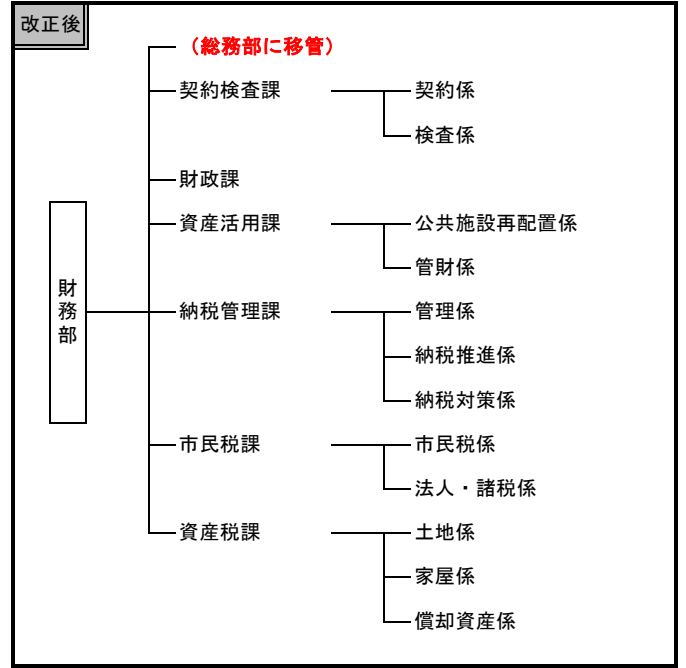 改正後
(総務部に移管)
契約検査課
契約係
検査係
財政課
資産活用課
公共施設再配置係
管財係
財務部
納税管理課
管理係
納税推進係
納税対策係
市民税課
市民税係
法人・諸税係
資産税課
土地係
家屋係
償却資産係